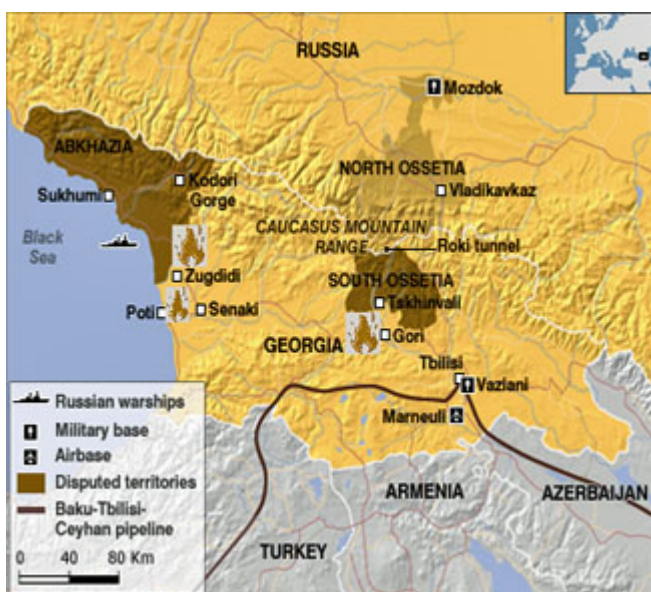 RUSSIA
Mozdok
ABKHAZIA
NORTH OSSETIA
Kodori
Gorge
Sukhumi
Vladikavkaz
CAUCASUS MOUNTAIN
RANGE
Black
Sea
Roki tunnel
Zugdidi
SOUTH OSSETIA
Tskhinvali
Poti
Senaki
GEORGIA
Gori
Tbilisi
Vazlani
Marneuli
Russian warships
Military base
Airbase
Disputed territories
Baku-Tbilisi-
Ceyhan pipeline
0 40 80 Km
ARMENIA
AZERBAIJAN
TURKEY